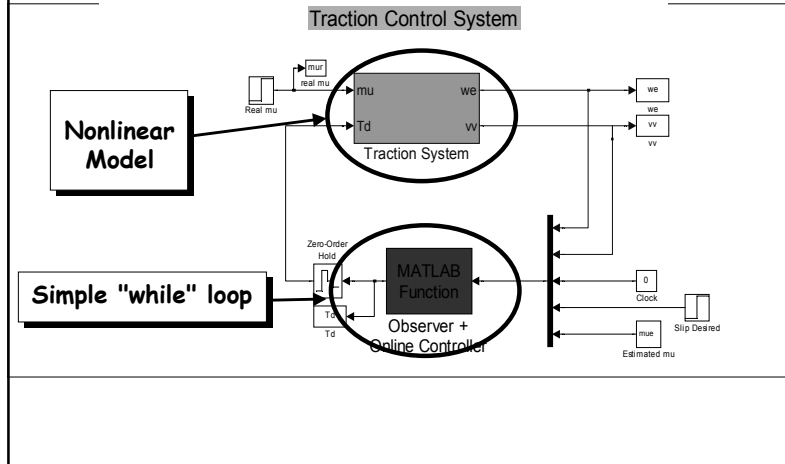 Traction Control System
mur
real mu
Real mu
mu
we
Td
vv
Traction System
we
we
vv
vv
Nonlinear
Model
Zero-Order
Hold
MATLAB
Function
Observer +
Online Controller
Td
Td
Simple "while" loop
0
Clock
Slip Desired
mue
Estimated mu